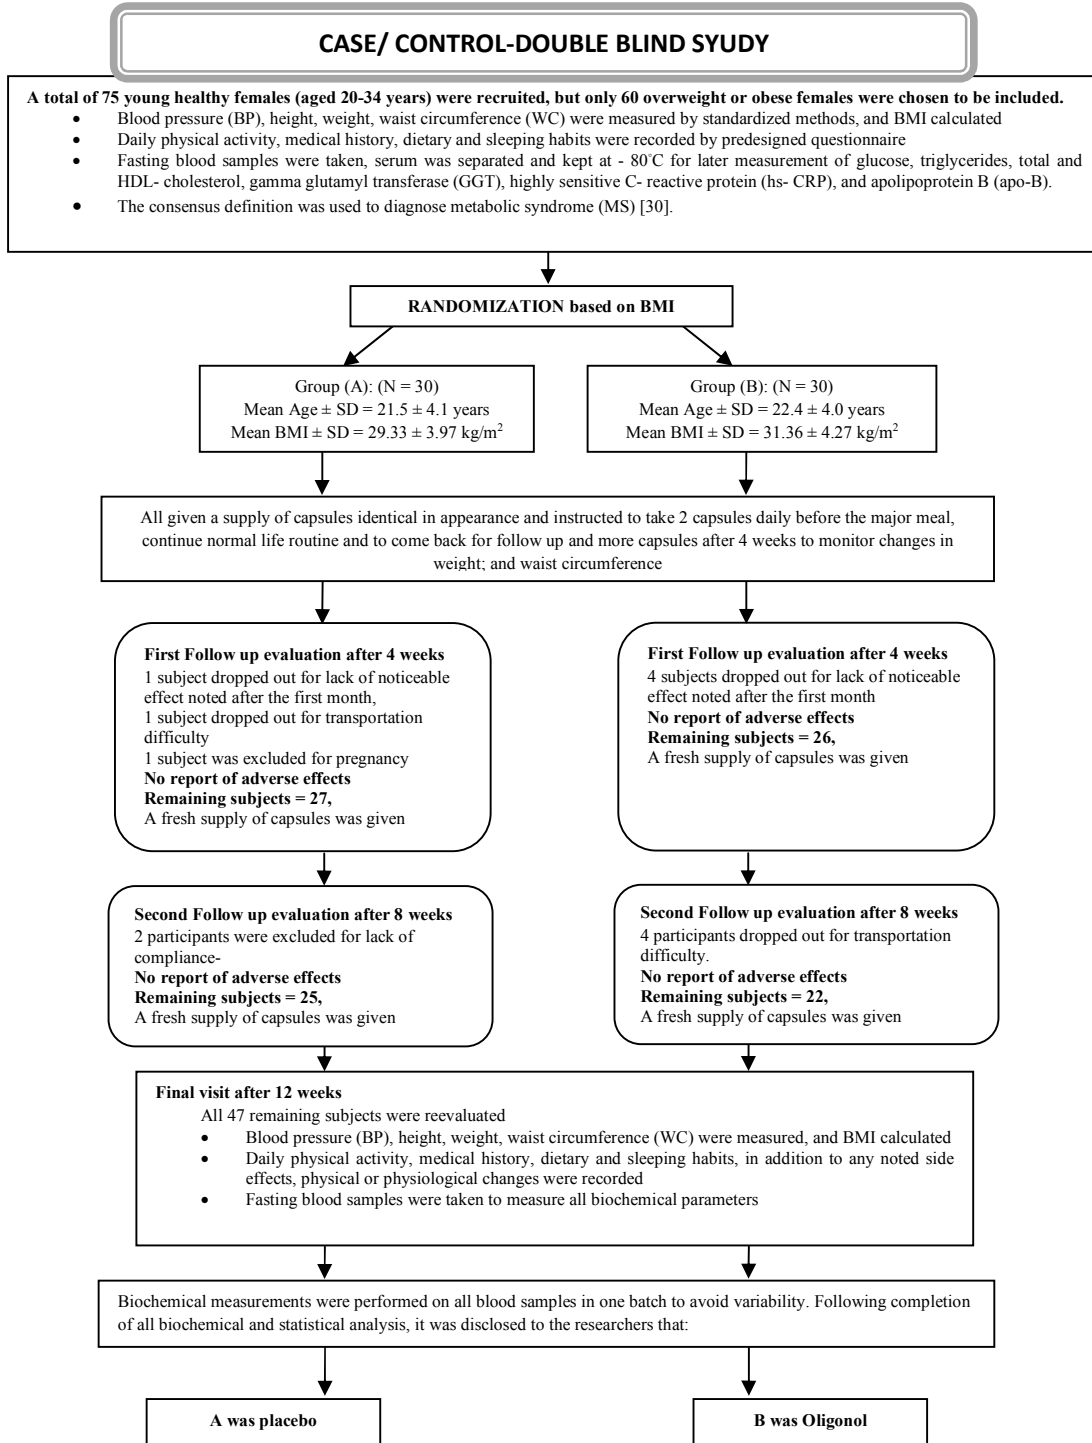 CASE/ CONTROL-DOUBLE BLIND SYUDY
A total of 75 young healthy females (aged 20-34 years) were recruited, but only 60 overweight or obese females were chosen to be included.
• Blood pressure (BP), height, weight, waist circumference (WC) were measured by standardized methods, and BMI calculated
• Daily physical activity, medical history, dietary and sleeping habits were recorded by predesigned questionnaire
• Fasting blood samples were taken, serum was separated and kept at - 80°C for later measurement of glucose, triglycerides, total and
HDL- cholesterol, gamma glutamyl transferase (GGT), highly sensitive C- reactive protein (hs- CRP), and apolipoprotein B (apo-B).
• The consensus definition was used to diagnose metabolic syndrome (MS) [30].
RANDOMIZATION based on BMI
Group (A): (N = 30)
Mean Age ± SD = 21.5 ± 4.1 years
Mean BMI ± SD = 29.33 ± 3.97 kg/m²
Group (B): (N = 30)
Mean Age ± SD = 22.4 ± 4.0 years
Mean BMI ± SD = 31.36 ± 4.27 kg/m²
All given a supply of capsules identical in appearance and instructed to take 2 capsules daily before the major meal,
continue normal life routine and to come back for follow up and more capsules after 4 weeks to monitor changes in
weight; and waist circumference
First Follow up evaluation after 4 weeks
1 subject dropped out for lack of noticeable
effect noted after the first month,
1 subject dropped out for transportation
difficulty
1 subject was excluded for pregnancy
No report of adverse effects
Remaining subjects = 27,
A fresh supply of capsules was given
First Follow up evaluation after 4 weeks
4 subjects dropped out for lack of noticeable
effect noted after the first month
No report of adverse effects
Remaining subjects = 26,
A fresh supply of capsules was given
Second Follow up evaluation after 8 weeks
2 participants were excluded for lack of
compliance-
No report of adverse effects
Remaining subjects = 25,
A fresh supply of capsules was given
Second Follow up evaluation after 8 weeks
4 participants dropped out for transportation
difficulty.
No report of adverse effects
Remaining subjects = 22,
A fresh supply of capsules was given
Final visit after 12 weeks
All 47 remaining subjects were reevaluated
• Blood pressure (BP), height, weight, waist circumference (WC) were measured, and BMI calculated
• Daily physical activity, medical history, dietary and sleeping habits, in addition to any noted side
effects, physical or physiological changes were recorded
• Fasting blood samples were taken to measure all biochemical parameters
Biochemical measurements were performed on all blood samples in one batch to avoid variability. Following completion
of all biochemical and statistical analysis, it was disclosed to the researchers that:
A was placebo
B was Oligonol